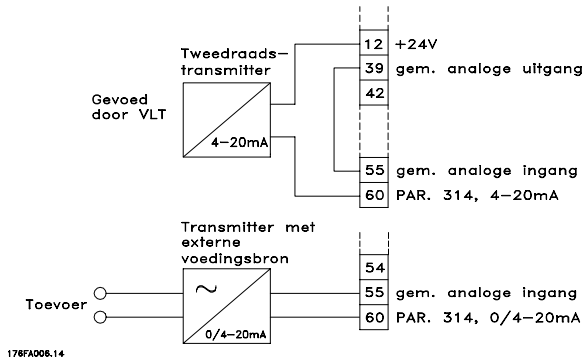 Tweedraads-
transmitter
Gevoed
door VLT
4-20mA
12 +24V
39 gem. analoge uitgang
42
55 gem. analoge ingang
60 PAR. 314, 4-20mA
Transmitter met
externe
voedingsbron
Toevoer
~
0/4-20mA
54
55 gem. analoge ingang
60 PAR. 314, 0/4-20mA
176FA006.14